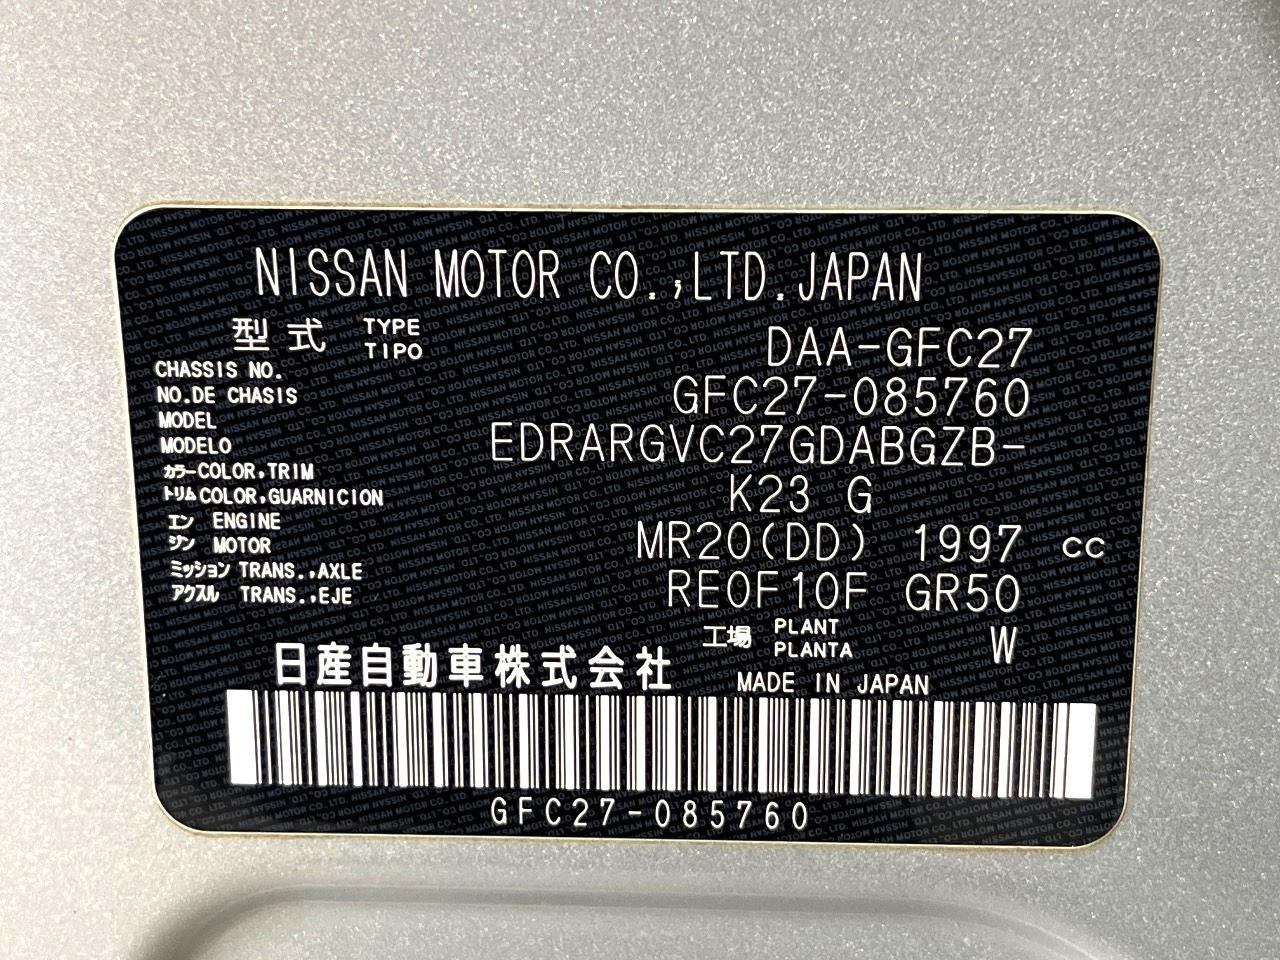 NISSAN MOTOR CO.,LTD.JAPAN
型式 TYPE TIPO DAA-GFC27
CHASSIS NO.
NO.DE CHASIS GFC27-085760
MODEL
MODELO EDRARGVC27GDABGZB-
カラー COLOR,TRIM
トリム COLOR,GUARNICION K23 G
エン ENGINE
ジン MOTOR MR20(DD) 1997 cc
ミッション TRANS.,AXLE
アクスル TRANS.,EJE RE0F10F GR50
工場 PLANT PLANTA W
日産自動車株式会社 MADE IN JAPAN
GFC27-085760